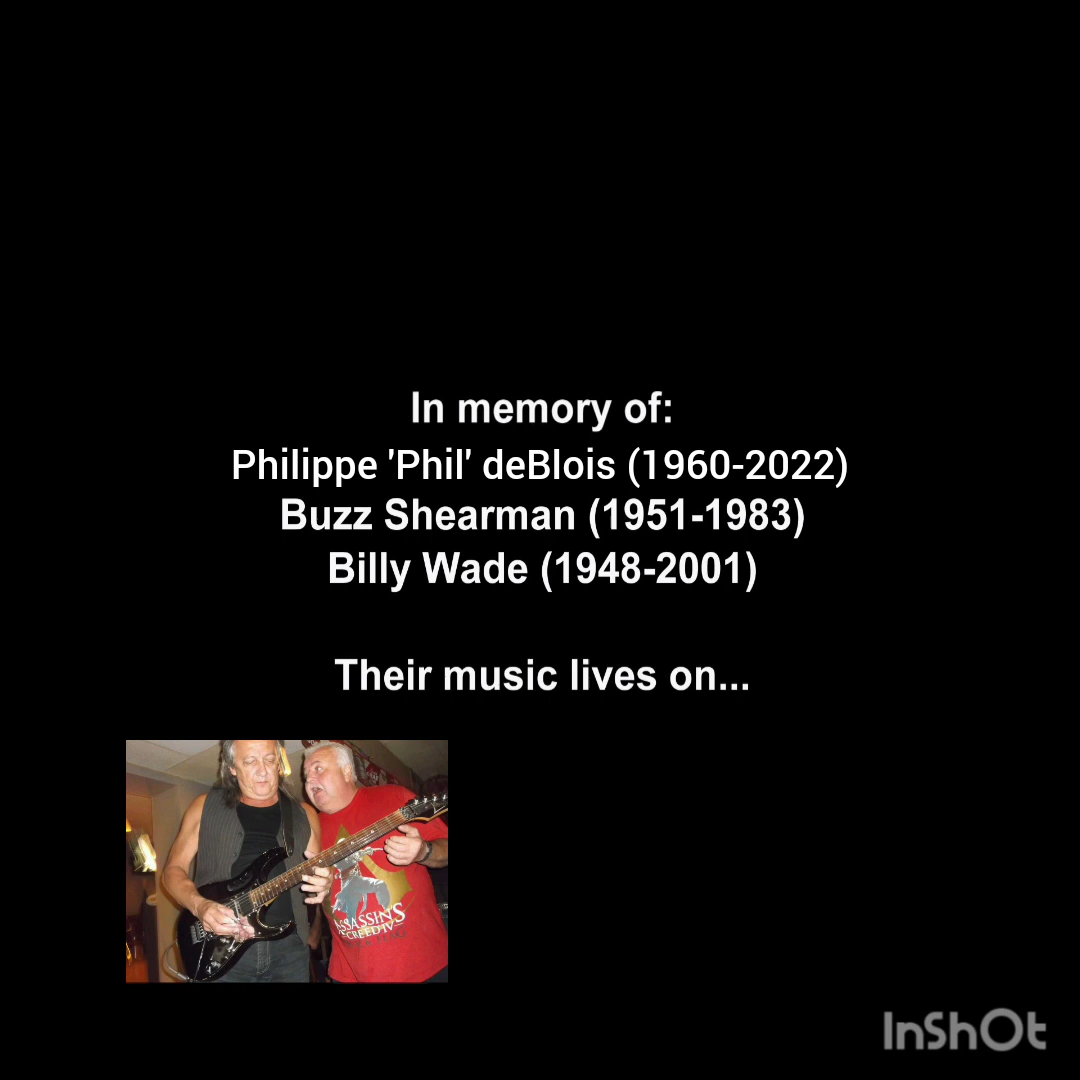 In memory of:
Philippe 'Phil' deBlois (1960-2022)
Buzz Shearman (1951-1983)
Billy Wade (1948-2001)
Their music lives on...
ASSASSIN'S
CREED IV
InShOt